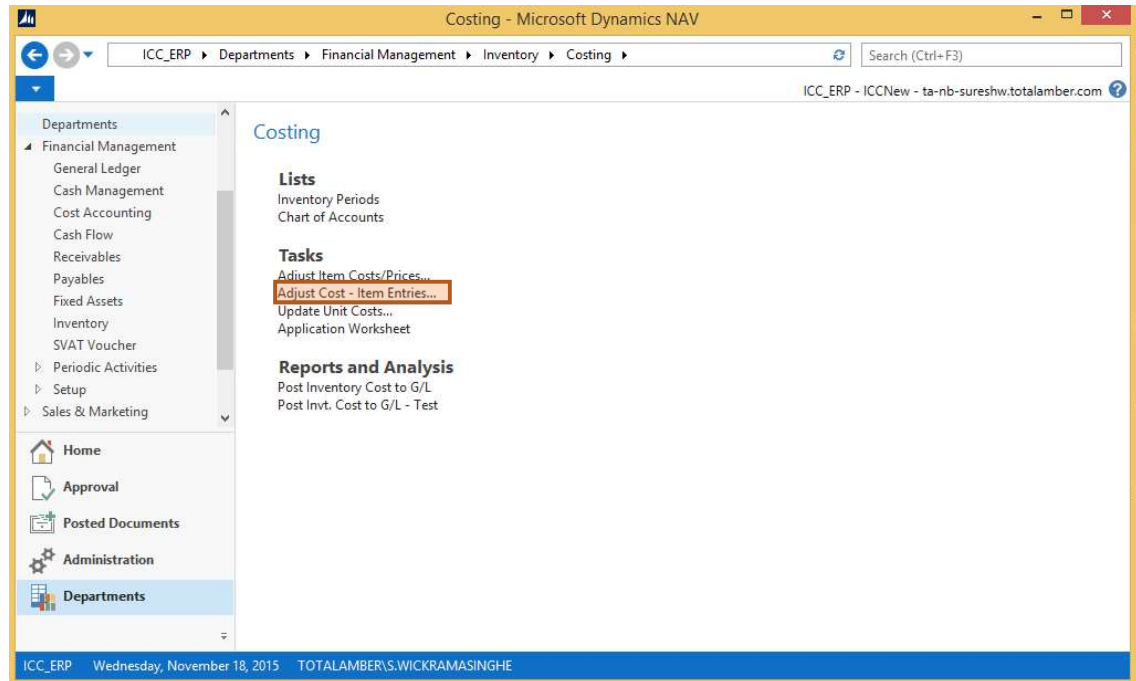 Costing - Microsoft Dynamics NAV
ICC_ERP Departments Financial Management Inventory Costing
Search (Ctrl+F3)
ICC_ERP - ICCNew - ta-nb-sureshw.totalamber.com
Departments
Financial Management
General Ledger
Cash Management
Cost Accounting
Cash Flow
Receivables
Payables
Fixed Assets
Inventory
SVAT Voucher
Periodic Activities
Setup
Sales & Marketing
Home
Approval
Posted Documents
Administration
Departments
Costing
Lists
Inventory Periods
Chart of Accounts
Tasks
Adjust Item Costs/Prices...
Adjust Cost - Item Entries...
Update Unit Costs...
Application Worksheet
Reports and Analysis
Post Inventory Cost to G/L
Post Invt. Cost to G/L - Test
ICC_ERP Wednesday, November 18, 2015 TOTALAMBER\S.WICKRAMASINGHE